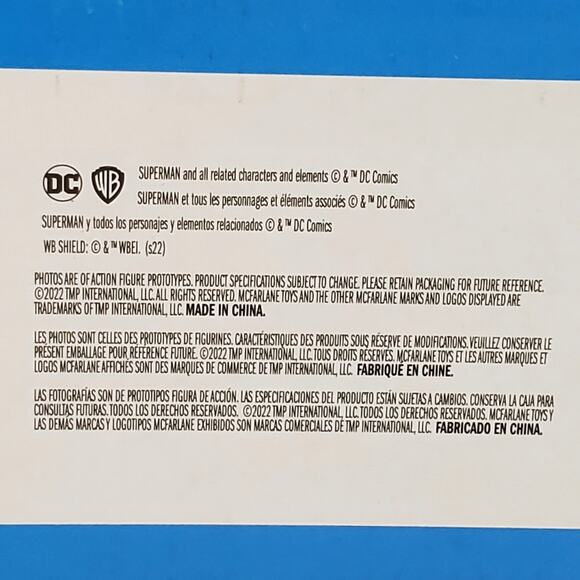 DC WB SUPERMAN and all related characters and elements © & ™ DC Comics
SUPERMAN et tous les personnages et éléments associés © & ™ DC Comics
SUPERMAN y todos los personajes y elementos relacionados © & ™ DC Comics
WB SHIELD: © & ™ WBEI. (s22)
PHOTOS ARE OF ACTION FIGURE PROTOTYPES. PRODUCT SPECIFICATIONS SUBJECT TO CHANGE. PLEASE RETAIN PACKAGING FOR FUTURE REFERENCE.
©2022 TMP INTERNATIONAL, LLC. ALL RIGHTS RESERVED. MCFARLANE TOYS AND THE OTHER MCFARLANE MARKS AND LOGOS DISPLAYED ARE
TRADEMARKS OF TMP INTERNATIONAL, LLC. MADE IN CHINA.
LES PHOTOS SONT CELLES DES PROTOTYPES DE FIGURINES. CARACTÉRISTIQUES DES PRODUITS SOUS RÉSERVE DE MODIFICATIONS. VEUILLEZ CONSERVER LE
PRÉSENT EMBALLAGE POUR RÉFÉRENCE FUTURE. ©2022 TMP INTERNATIONAL, LLC. TOUS DROITS RÉSERVÉS. MCFARLANE TOYS ET LES AUTRES MARQUES ET
LOGOS MCFARLANE AFFICHÉS SONT DES MARQUES DE COMMERCE DE TMP INTERNATIONAL, LLC. FABRIQUÉ EN CHINE.
LAS FOTOGRAFÍAS SON DE PROTOTIPOS FIGURA DE ACCIÓN. LAS ESPECIFICACIONES DEL PRODUCTO ESTÁN SUJETAS A CAMBIOS. CONSERVA LA CAJA PARA
CONSULTAS FUTURAS. TODOS LOS DERECHOS RESERVADOS. ©2022 TMP INTERNATIONAL, LLC. TODOS LOS DERECHOS RESERVADOS. MCFARLANE TOYS Y
LAS DEMÁS MARCAS Y LOGOTIPOS MCFARLANE EXHIBIDOS SON MARCAS COMERCIALES DE TMP INTERNATIONAL, LLC. FABRICADO EN CHINA.